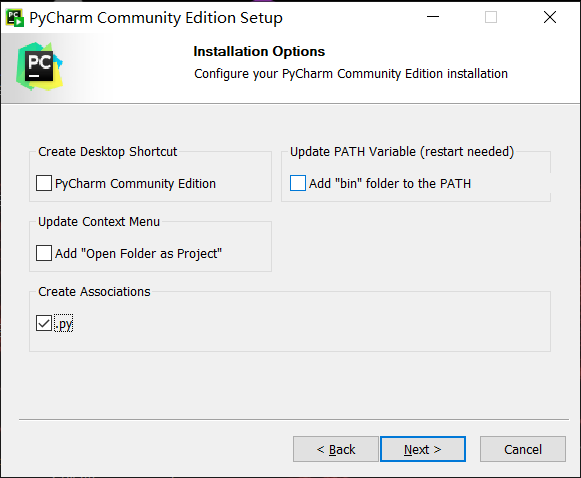 PyCharm Community Edition Setup
PC
Installation Options
Configure your PyCharm Community Edition installation
PC
Create Desktop Shortcut
PyCharm Community Edition
Update PATH Variable (restart needed)
Add "bin" folder to the PATH
Update Context Menu
Add "Open Folder as Project"
Create Associations
.py
< Back
Next >
Cancel